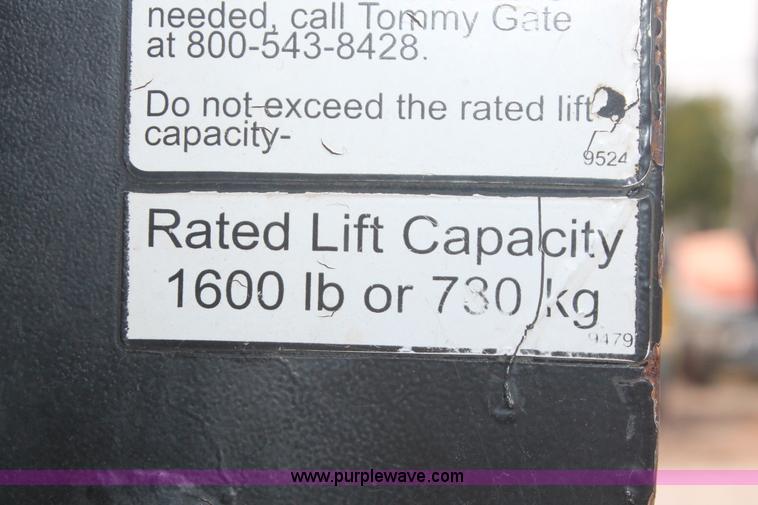 needed, call Tommy Gate
at 800-543-8428.
Do not exceed the rated lift
capacity-
9524
Rated Lift Capacity
1600 lb or 730 kg
9479
www.purplewave.com